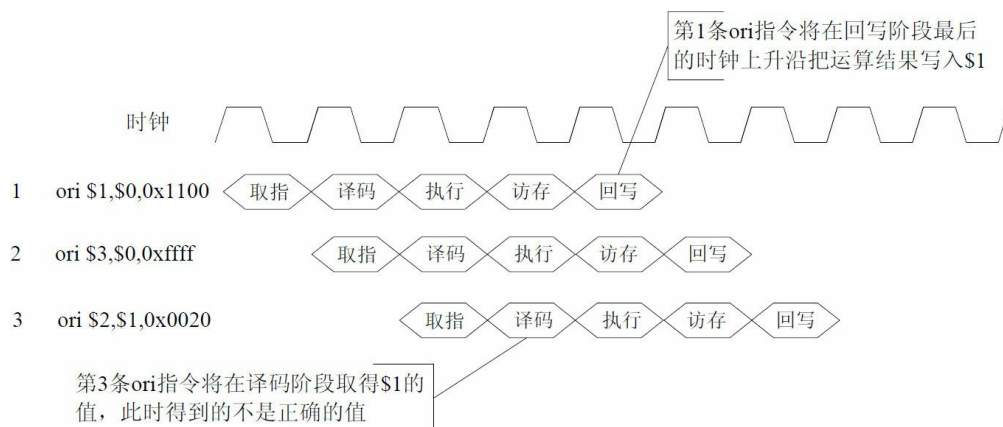 第1条ori指令将在回写阶段最后
的时钟上升沿把运算结果写入$1
时钟
1 ori $1,$0,0x1100 取指 译码 执行 访存 回写
2 ori $3,$0,0xffff 取指 译码 执行 访存 回写
3 ori $2,$1,0x0020 取指 译码 执行 访存 回写
第3条ori指令将在译码阶段取得$1的
值，此时得到的不是正确的值